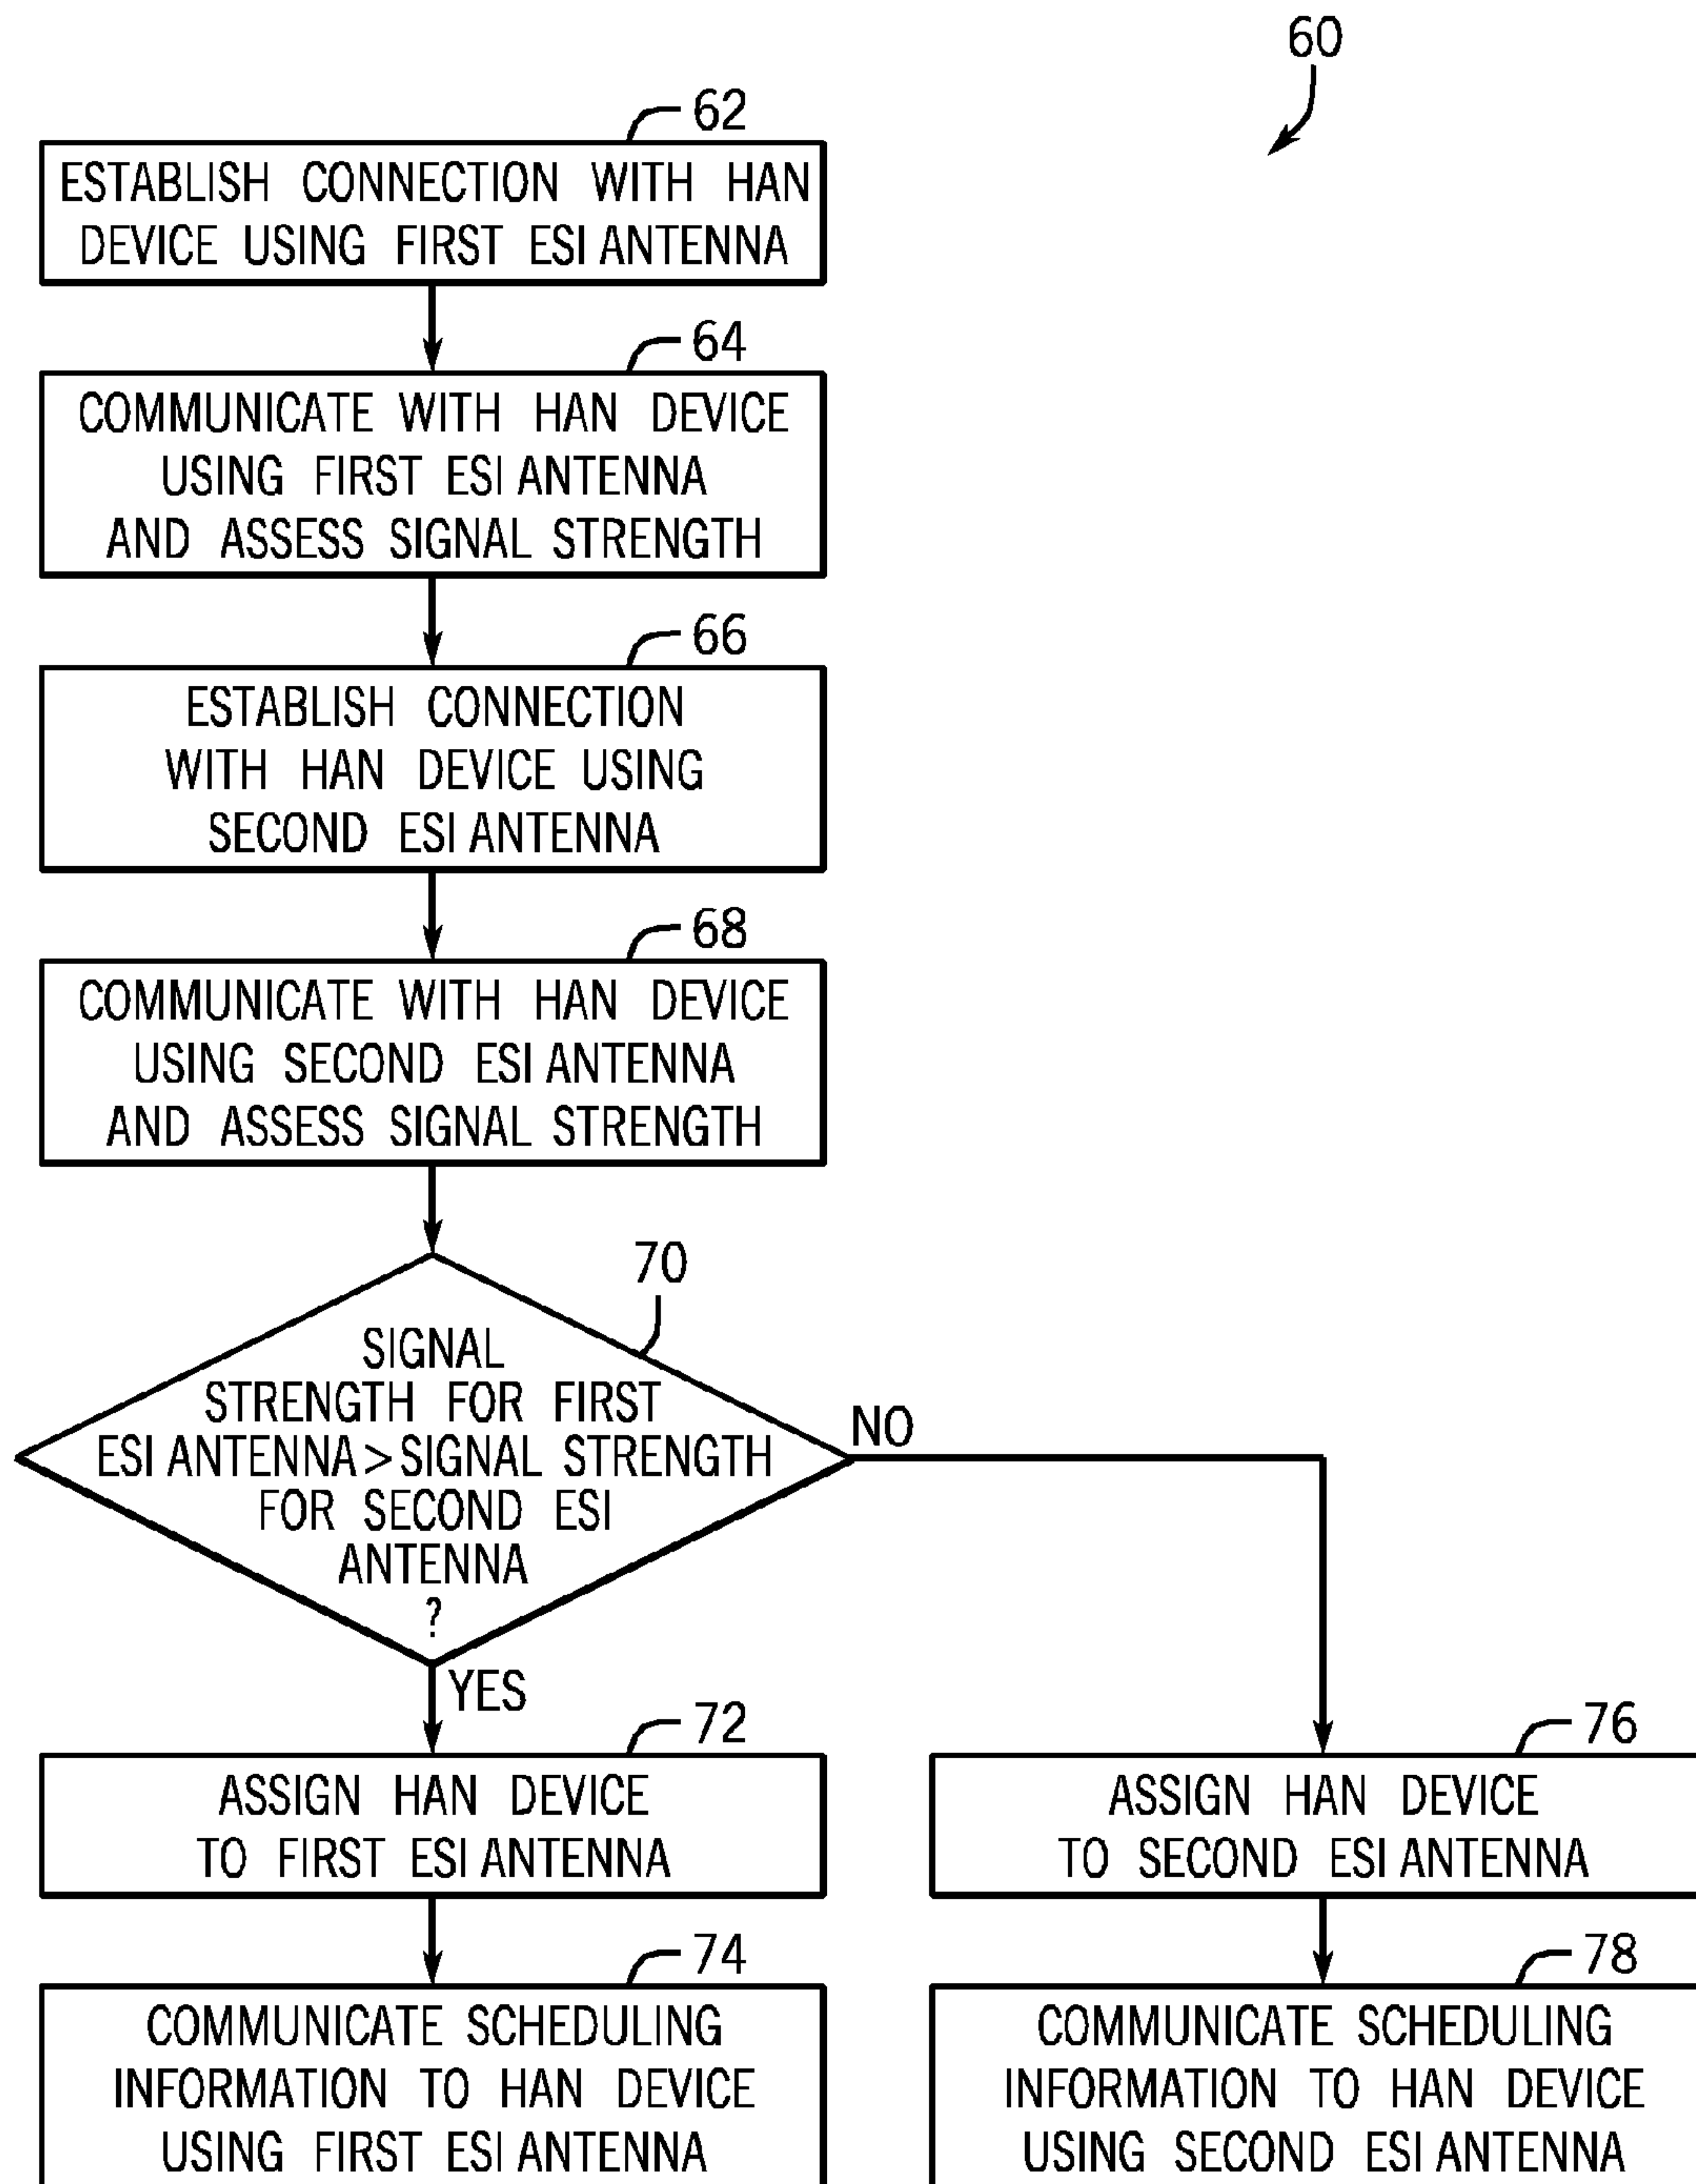 60
62
ESTABLISH CONNECTION WITH HAN
DEVICE USING FIRST ESI ANTENNA
64
COMMUNICATE WITH HAN DEVICE
USING FIRST ESI ANTENNA
AND ASSESS SIGNAL STRENGTH
66
ESTABLISH CONNECTION
WITH HAN DEVICE USING
SECOND ESI ANTENNA
68
COMMUNICATE WITH HAN DEVICE
USING SECOND ESI ANTENNA
AND ASSESS SIGNAL STRENGTH
70
SIGNAL
STRENGTH FOR FIRST
ESI ANTENNA>SIGNAL STRENGTH
FOR SECOND ESI
ANTENNA
?
NO
YES
72
ASSIGN HAN DEVICE
TO FIRST ESI ANTENNA
76
ASSIGN HAN DEVICE
TO SECOND ESI ANTENNA
74
COMMUNICATE SCHEDULING
INFORMATION TO HAN DEVICE
USING FIRST ESI ANTENNA
78
COMMUNICATE SCHEDULING
INFORMATION TO HAN DEVICE
USING SECOND ESI ANTENNA